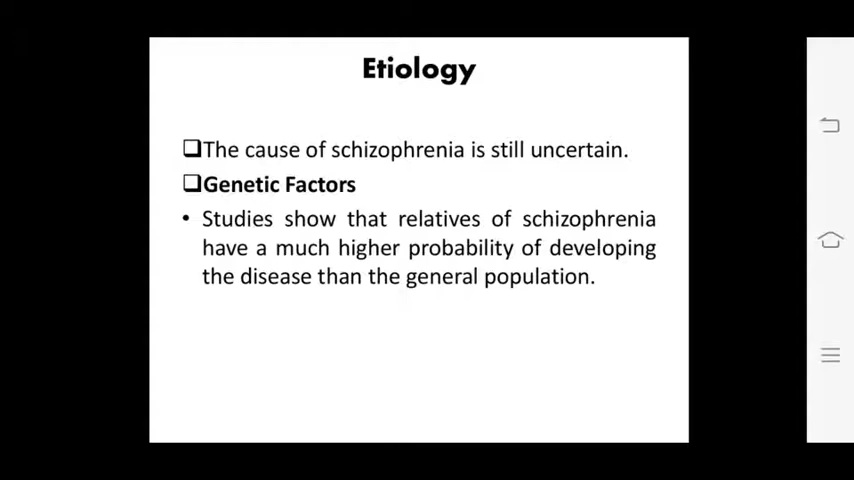 Etiology
❑The cause of schizophrenia is still uncertain.
❑Genetic Factors
• Studies show that relatives of schizophrenia
have a much higher probability of developing
the disease than the general population.